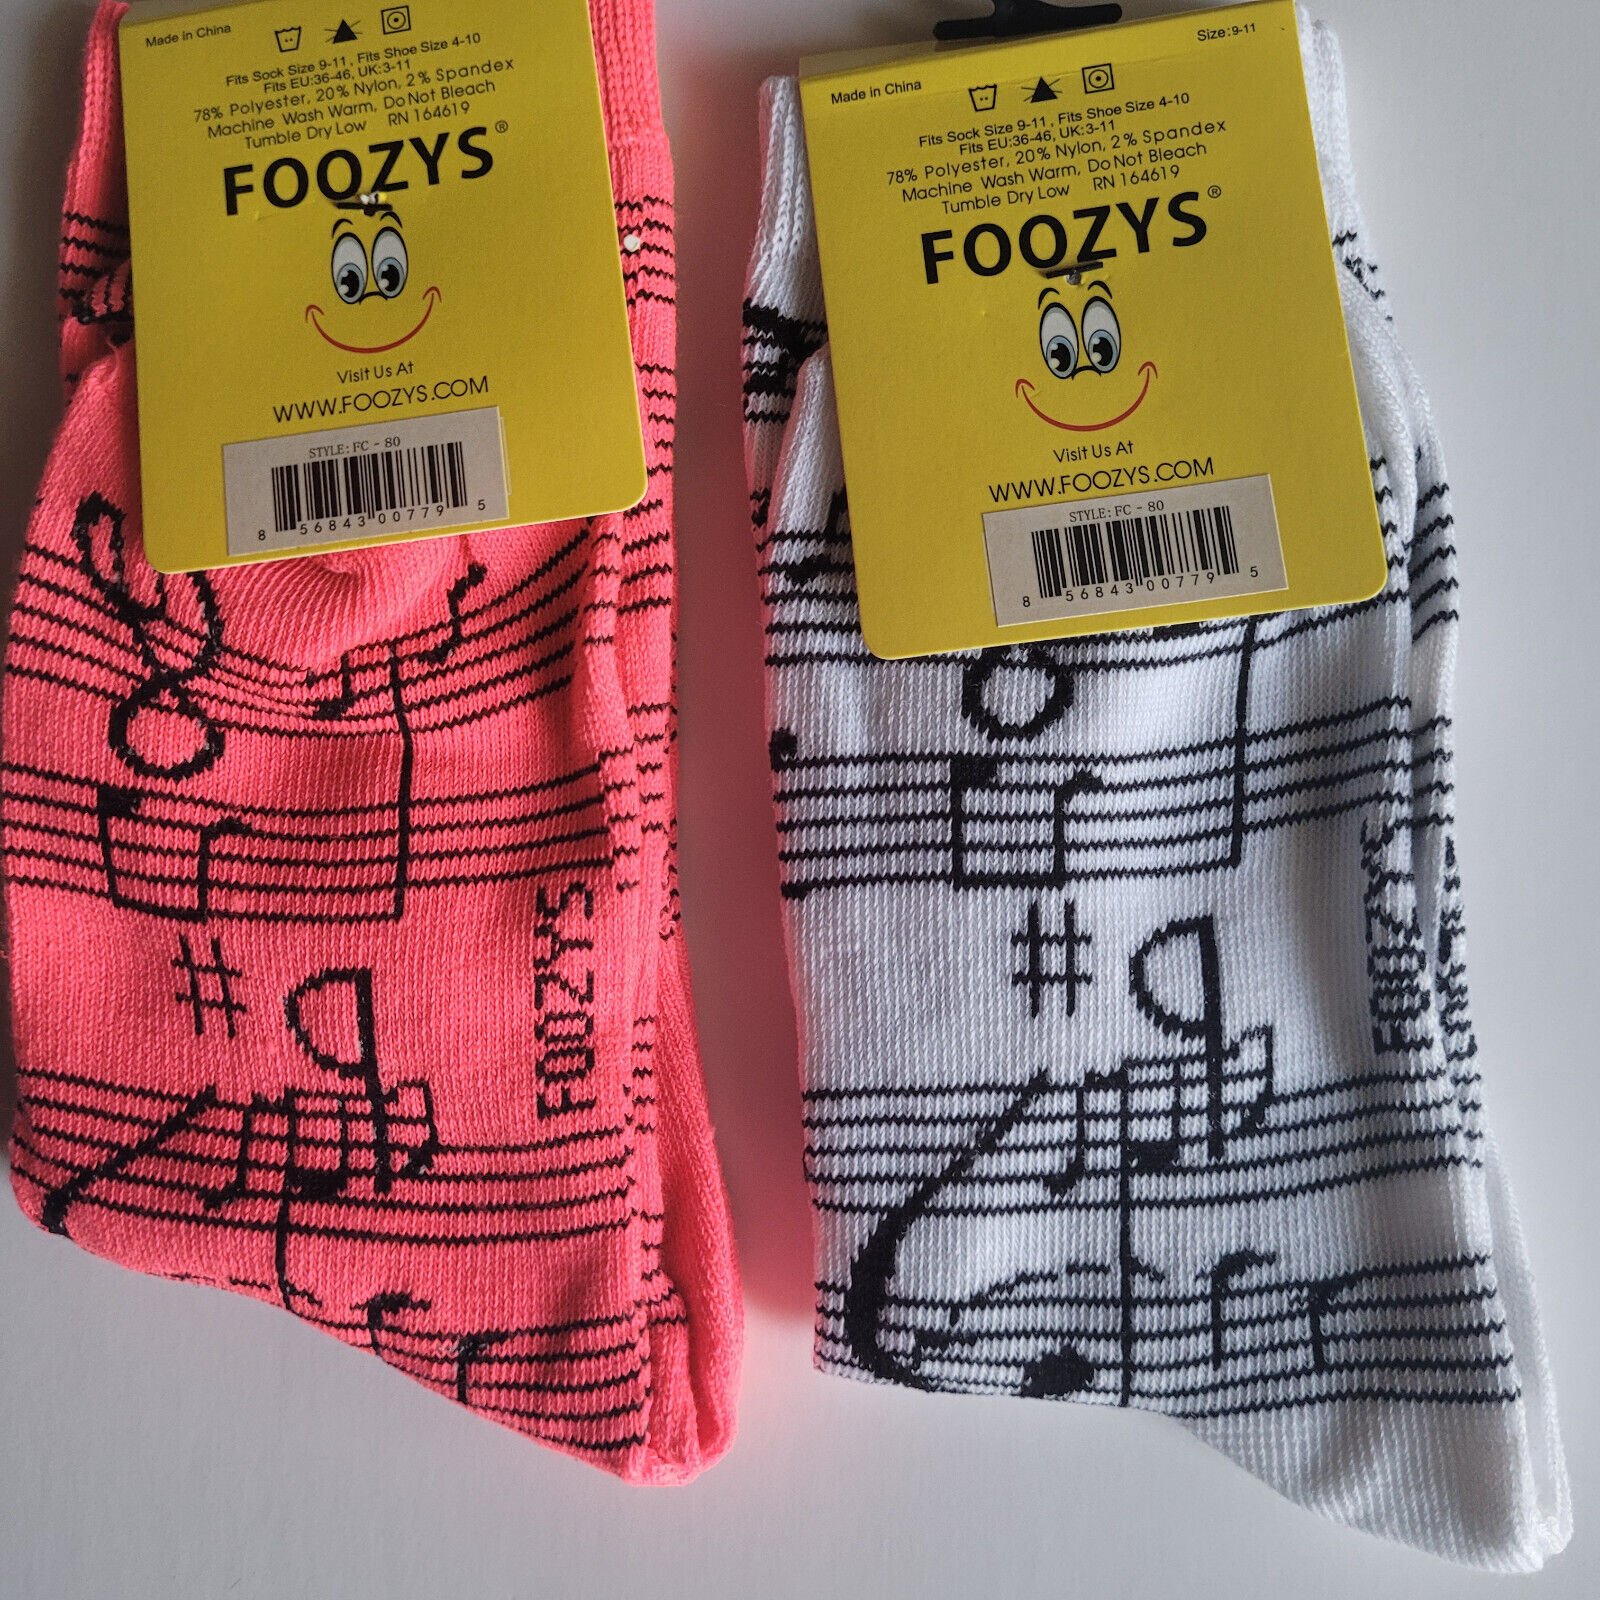 Made in China
Fits Sock Size 9-11, Fits Shoe Size 4-10
Fits EU:36-46, UK:3-11
78% Polyester, 20% Nylon, 2% Spandex
Machine Wash Warm, Do Not Bleach
Tumble Dry Low RN 164619
FOOZYS®
Visit Us At
WWW.FOOZYS.COM
STYLE: FC - 80
8 56843 00779 5
FOOZYS
Size:9-11
Made in China
Fits Sock Size 9-11, Fits Shoe Size 4-10
Fits EU:36-46, UK:3-11
78% Polyester, 20% Nylon, 2% Spandex
Machine Wash Warm, Do Not Bleach
Tumble Dry Low RN 164619
FOOZYS®
Visit Us At
WWW.FOOZYS.COM
STYLE: FC - 80
8 56843 00779 5
FOOZYS